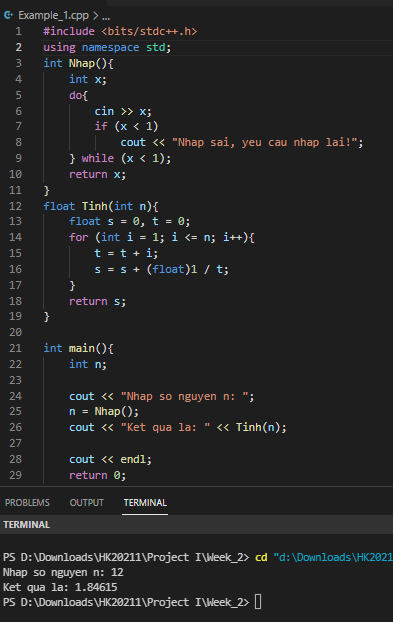 Example_1.cpp > ...
1 #include <bits/stdc++.h>
2 using namespace std;
3 int Nhap(){
4     int x;
5     do{
6         cin >> x;
7         if (x < 1)
8             cout << "Nhap sai, yeu cau nhap lai!";
9     } while (x < 1);
10     return x;
11 }
12 float Tinh(int n){
13     float s = 0, t = 0;
14     for (int i = 1; i <= n; i++){
15         t = t + i;
16         s = s + (float)1 / t;
17     }
18     return s;
19 }
20
21 int main(){
22     int n;
23
24     cout << "Nhap so nguyen n: ";
25     n = Nhap();
26     cout << "Ket qua la: " << Tinh(n);
27
28     cout << endl;
29     return 0;
PROBLEMS OUTPUT TERMINAL
TERMINAL
PS D:\Downloads\HK20211\Project I\Week_2> cd "d:\Downloads\HK2021
Nhap so nguyen n: 12
Ket qua la: 1.84615
PS D:\Downloads\HK20211\Project I\Week_2>